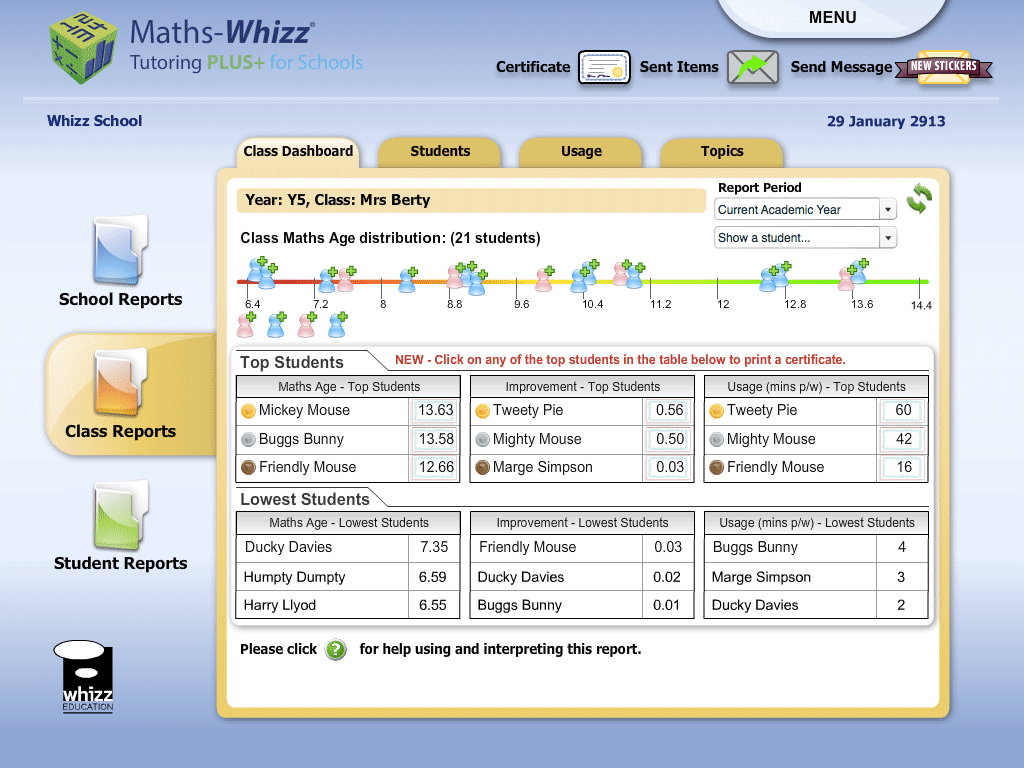 MENU
Maths-Whizz®
Tutoring PLUS+ for Schools
Certificate Sent Items Send Message NEW STICKERS
Whizz School 29 January 2913
Class Dashboard Students Usage Topics
Year: Y5, Class: Mrs Berty
Report Period
Current Academic Year
Show a student...
Class Maths Age distribution: (21 students)
6.4 7.2 8 8.8 9.6 10.4 11.2 12 12.8 13.6 14.4
School Reports
Class Reports
Student Reports
Top Students NEW - Click on any of the top students in the table below to print a certificate.
Maths Age - Top Students Improvement - Top Students Usage (mins p/w) - Top Students
Mickey Mouse 13.63 Tweety Pie 0.56 Tweety Pie 60
Buggs Bunny 13.58 Mighty Mouse 0.50 Mighty Mouse 42
Friendly Mouse 12.66 Marge Simpson 0.03 Friendly Mouse 16
Lowest Students
Maths Age - Lowest Students Improvement - Lowest Students Usage (mins p/w) - Lowest Students
Ducky Davies 7.35 Friendly Mouse 0.03 Buggs Bunny 4
Humpty Dumpty 6.59 Ducky Davies 0.02 Marge Simpson 3
Harry Llyod 6.55 Buggs Bunny 0.01 Ducky Davies 2
Please click ? for help using and interpreting this report.
whizz
EDUCATION